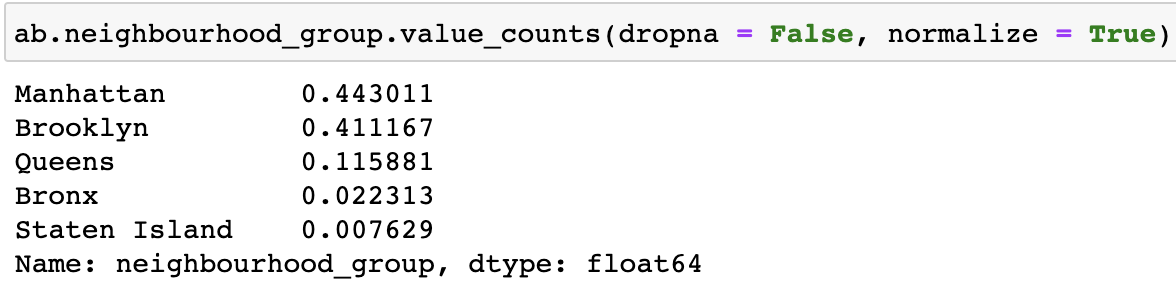 ab.neighbourhood_group.value_counts(dropna = False, normalize = True)
Manhattan        0.443011
Brooklyn         0.411167
Queens           0.115881
Bronx            0.022313
Staten Island    0.007629
Name: neighbourhood_group, dtype: float64